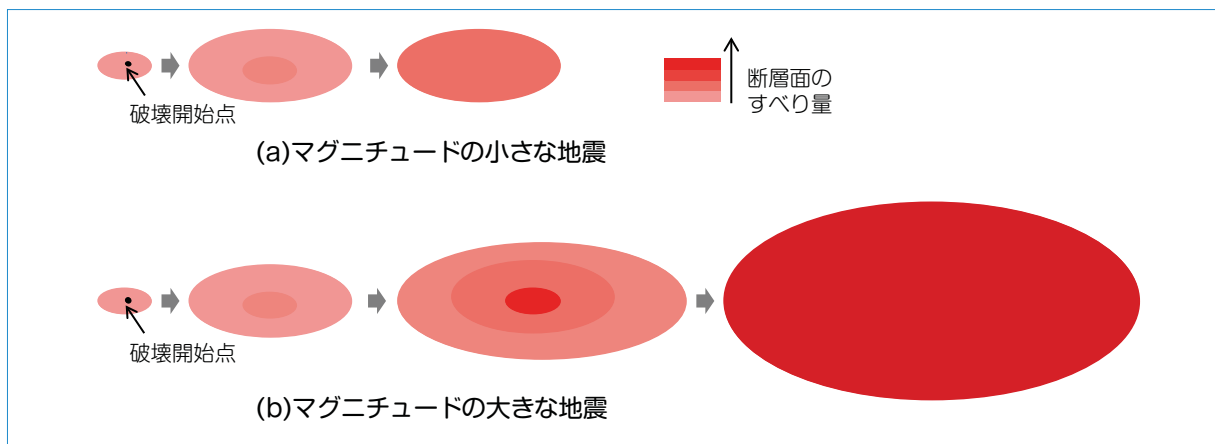 破壊開始点
断層面の
すべり量
(a)マグニチュードの小さな地震
破壊開始点
(b)マグニチュードの大きな地震